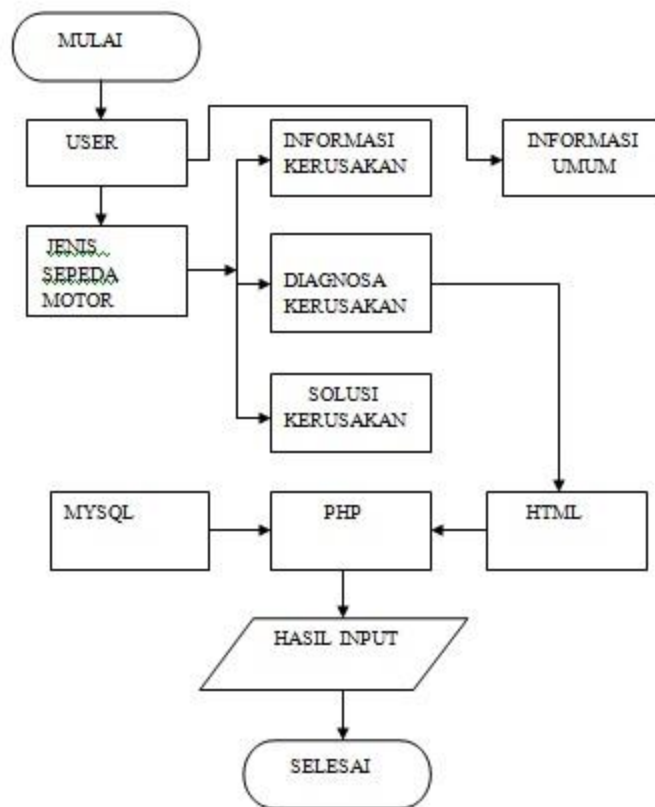 MULAI
USER
INFORMASI
KERUSAKAN
INFORMASI
UMUM
JENIS
SEPEDA
MOTOR
DIAGNOSA
KERUSAKAN
SOLUSI
KERUSAKAN
MYSQL
PHP
HTML
HASIL INPUT
SELESAI